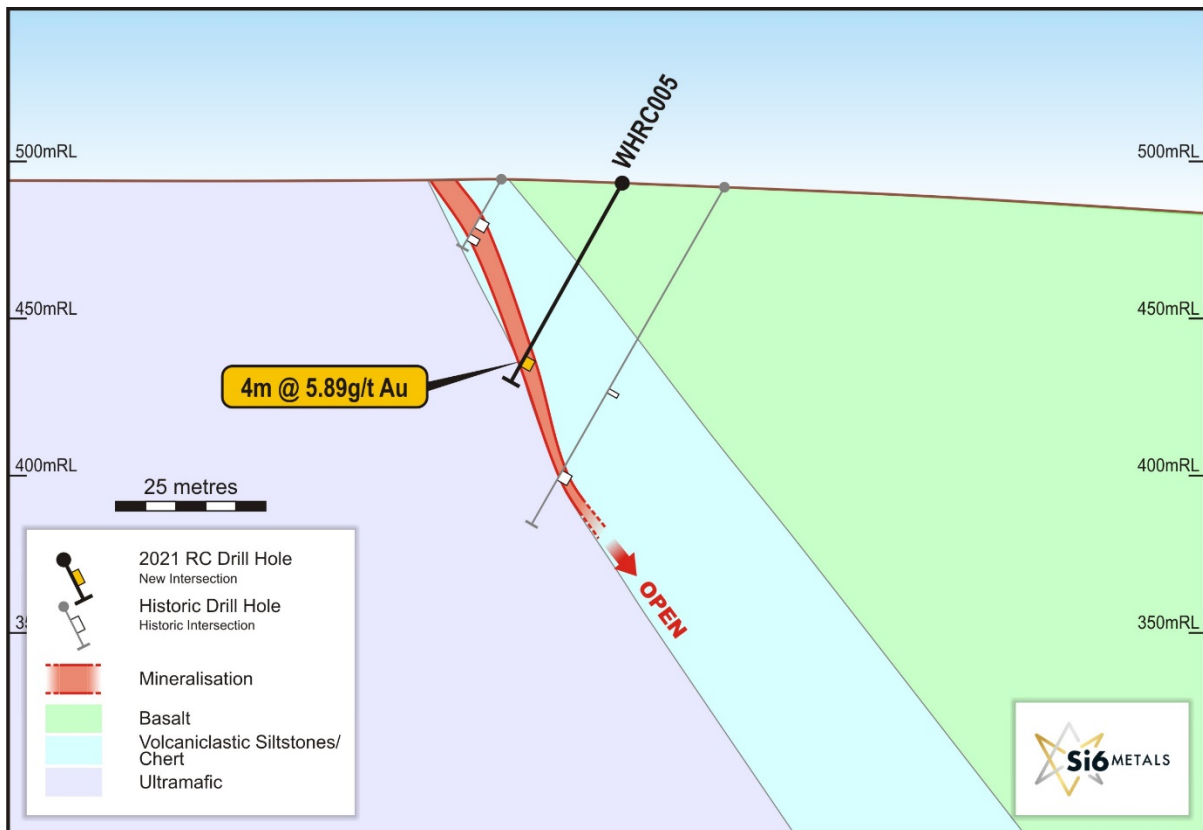 WHRC005
500mRL
500mRL
450mRL
450mRL
4m @ 5.89g/t Au
400mRL
400mRL
25 metres
2021 RC Drill Hole
New Intersection
Historic Drill Hole
Historic Intersection
OPEN
35
350mRL
Mineralisation
Basalt
Volcaniclastic Siltstones/
Chert
Ultramafic
Si6 METALS